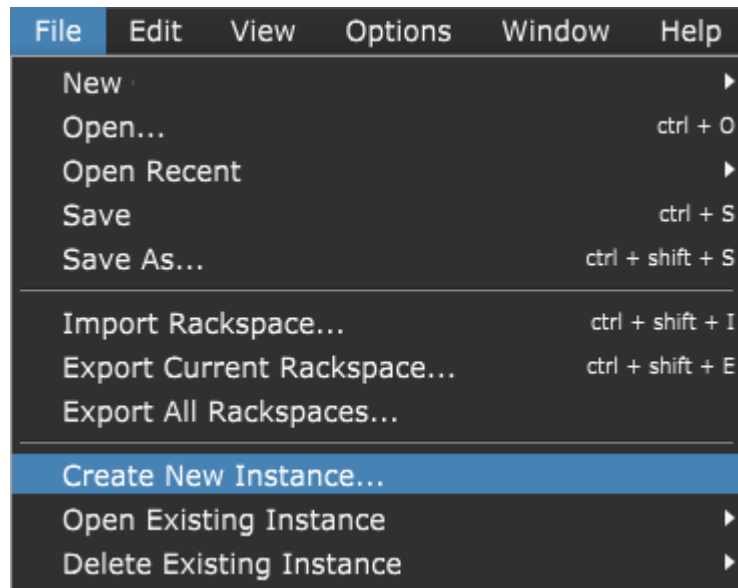 File Edit View Options Window Help
New
Open... ctrl + O
Open Recent
Save ctrl + S
Save As... ctrl + shift + S
Import Rackspace... ctrl + shift + I
Export Current Rackspace... ctrl + shift + E
Export All Rackspaces...
Create New Instance...
Open Existing Instance
Delete Existing Instance